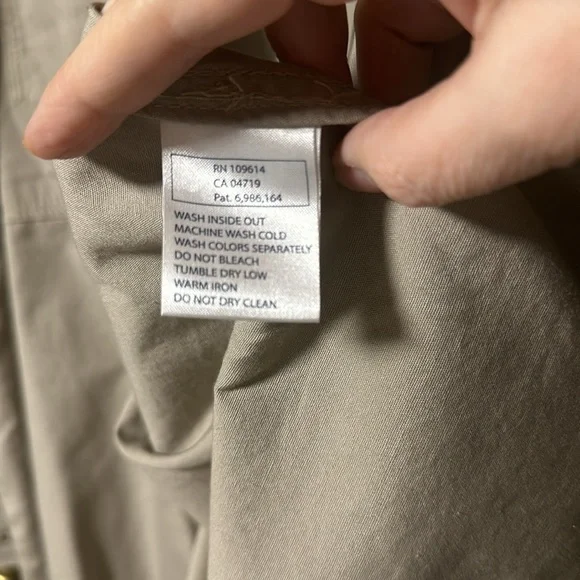 RN 109614
CA 04719
Pat. 6,986,164
WASH INSIDE OUT
MACHINE WASH COLD
WASH COLORS SEPARATELY
DO NOT BLEACH
TUMBLE DRY LOW
WARM IRON
DO NOT DRY CLEAN